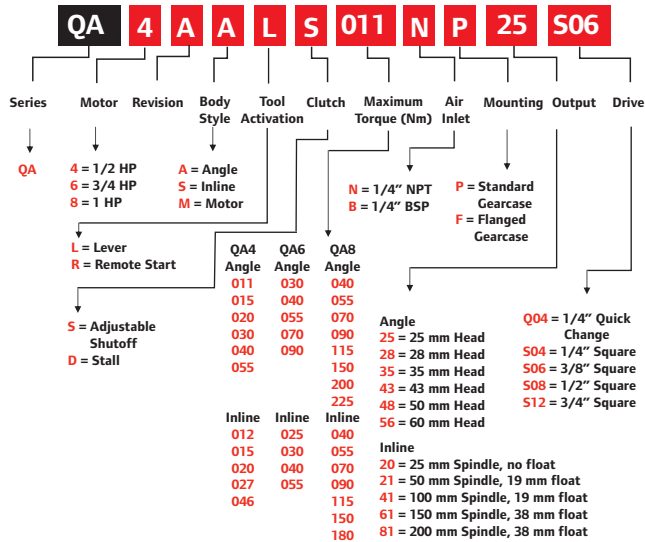 QA 4 A A L S 011 N P 25 S06
Series Motor Revision Body Style Tool Activation Clutch Maximum Torque (Nm) Air Inlet Mounting Output Drive
QA
4 = 1/2 HP
6 = 3/4 HP
8 = 1 HP
A = Angle
S = Inline
M = Motor
N = 1/4” NPT
B = 1/4” BSP
P = Standard
Gearcase
F = Flanged
Gearcase
L = Lever
R = Remote Start
S = Adjustable
Shutoff
D = Stall
QA4 QA6 QA8
Angle Angle Angle
011 030 040
015 040 055
020 055 070
030 070 090
040 090 115
055 150
200
225
Inline Inline Inline
012 025 040
015 030 055
020 040 070
027 055 090
046 115
150
180
Angle
25 = 25 mm Head
28 = 28 mm Head
35 = 35 mm Head
43 = 43 mm Head
48 = 50 mm Head
56 = 60 mm Head
Inline
20 = 25 mm Spindle, no float
21 = 50 mm Spindle, 19 mm float
41 = 100 mm Spindle, 19 mm float
61 = 150 mm Spindle, 38 mm float
81 = 200 mm Spindle, 38 mm float
Q04 = 1/4” Quick
Change
S04 = 1/4” Square
S06 = 3/8” Square
S08 = 1/2” Square
S12 = 3/4” Square